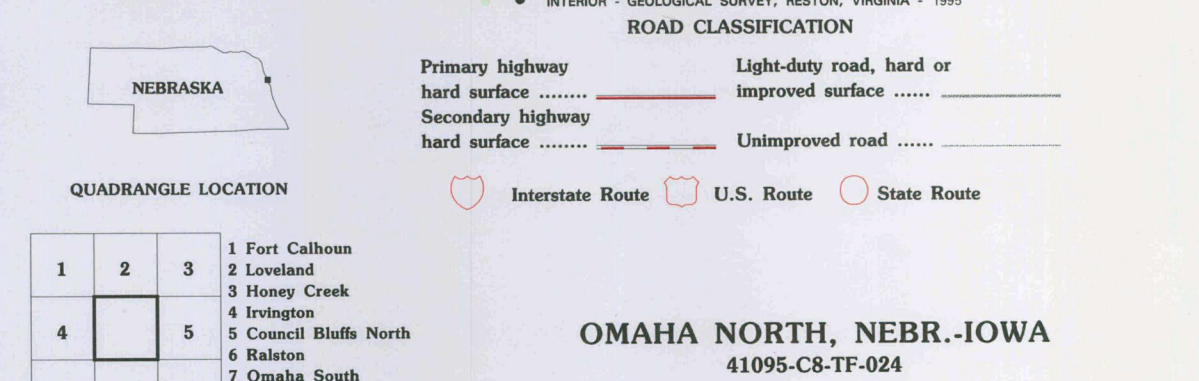 INTERIOR - GEOLOGICAL SURVEY, RESTON, VIRGINIA - 1995
ROAD CLASSIFICATION
NEBRASKA
QUADRANGLE LOCATION
Primary highway
hard surface ........
Light-duty road, hard or
improved surface ......
Secondary highway
hard surface ........
Unimproved road ......
Interstate Route
U.S. Route
State Route
1 2 3
4 5
1 Fort Calhoun
2 Loveland
3 Honey Creek
4 Irvington
5 Council Bluffs North
6 Ralston
7 Omaha South
OMAHA NORTH, NEBR.-IOWA
41095-C8-TF-024